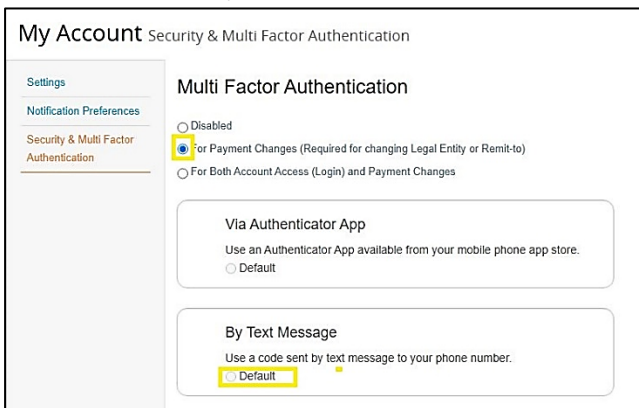 My Account Security & Multi Factor Authentication
Settings
Notification Preferences
Security & Multi Factor
Authentication
Multi Factor Authentication
Disabled
For Payment Changes (Required for changing Legal Entity or Remit-to)
For Both Account Access (Login) and Payment Changes
Via Authenticator App
Use an Authenticator App available from your mobile phone app store.
Default
By Text Message
Use a code sent by text message to your phone number.
Default